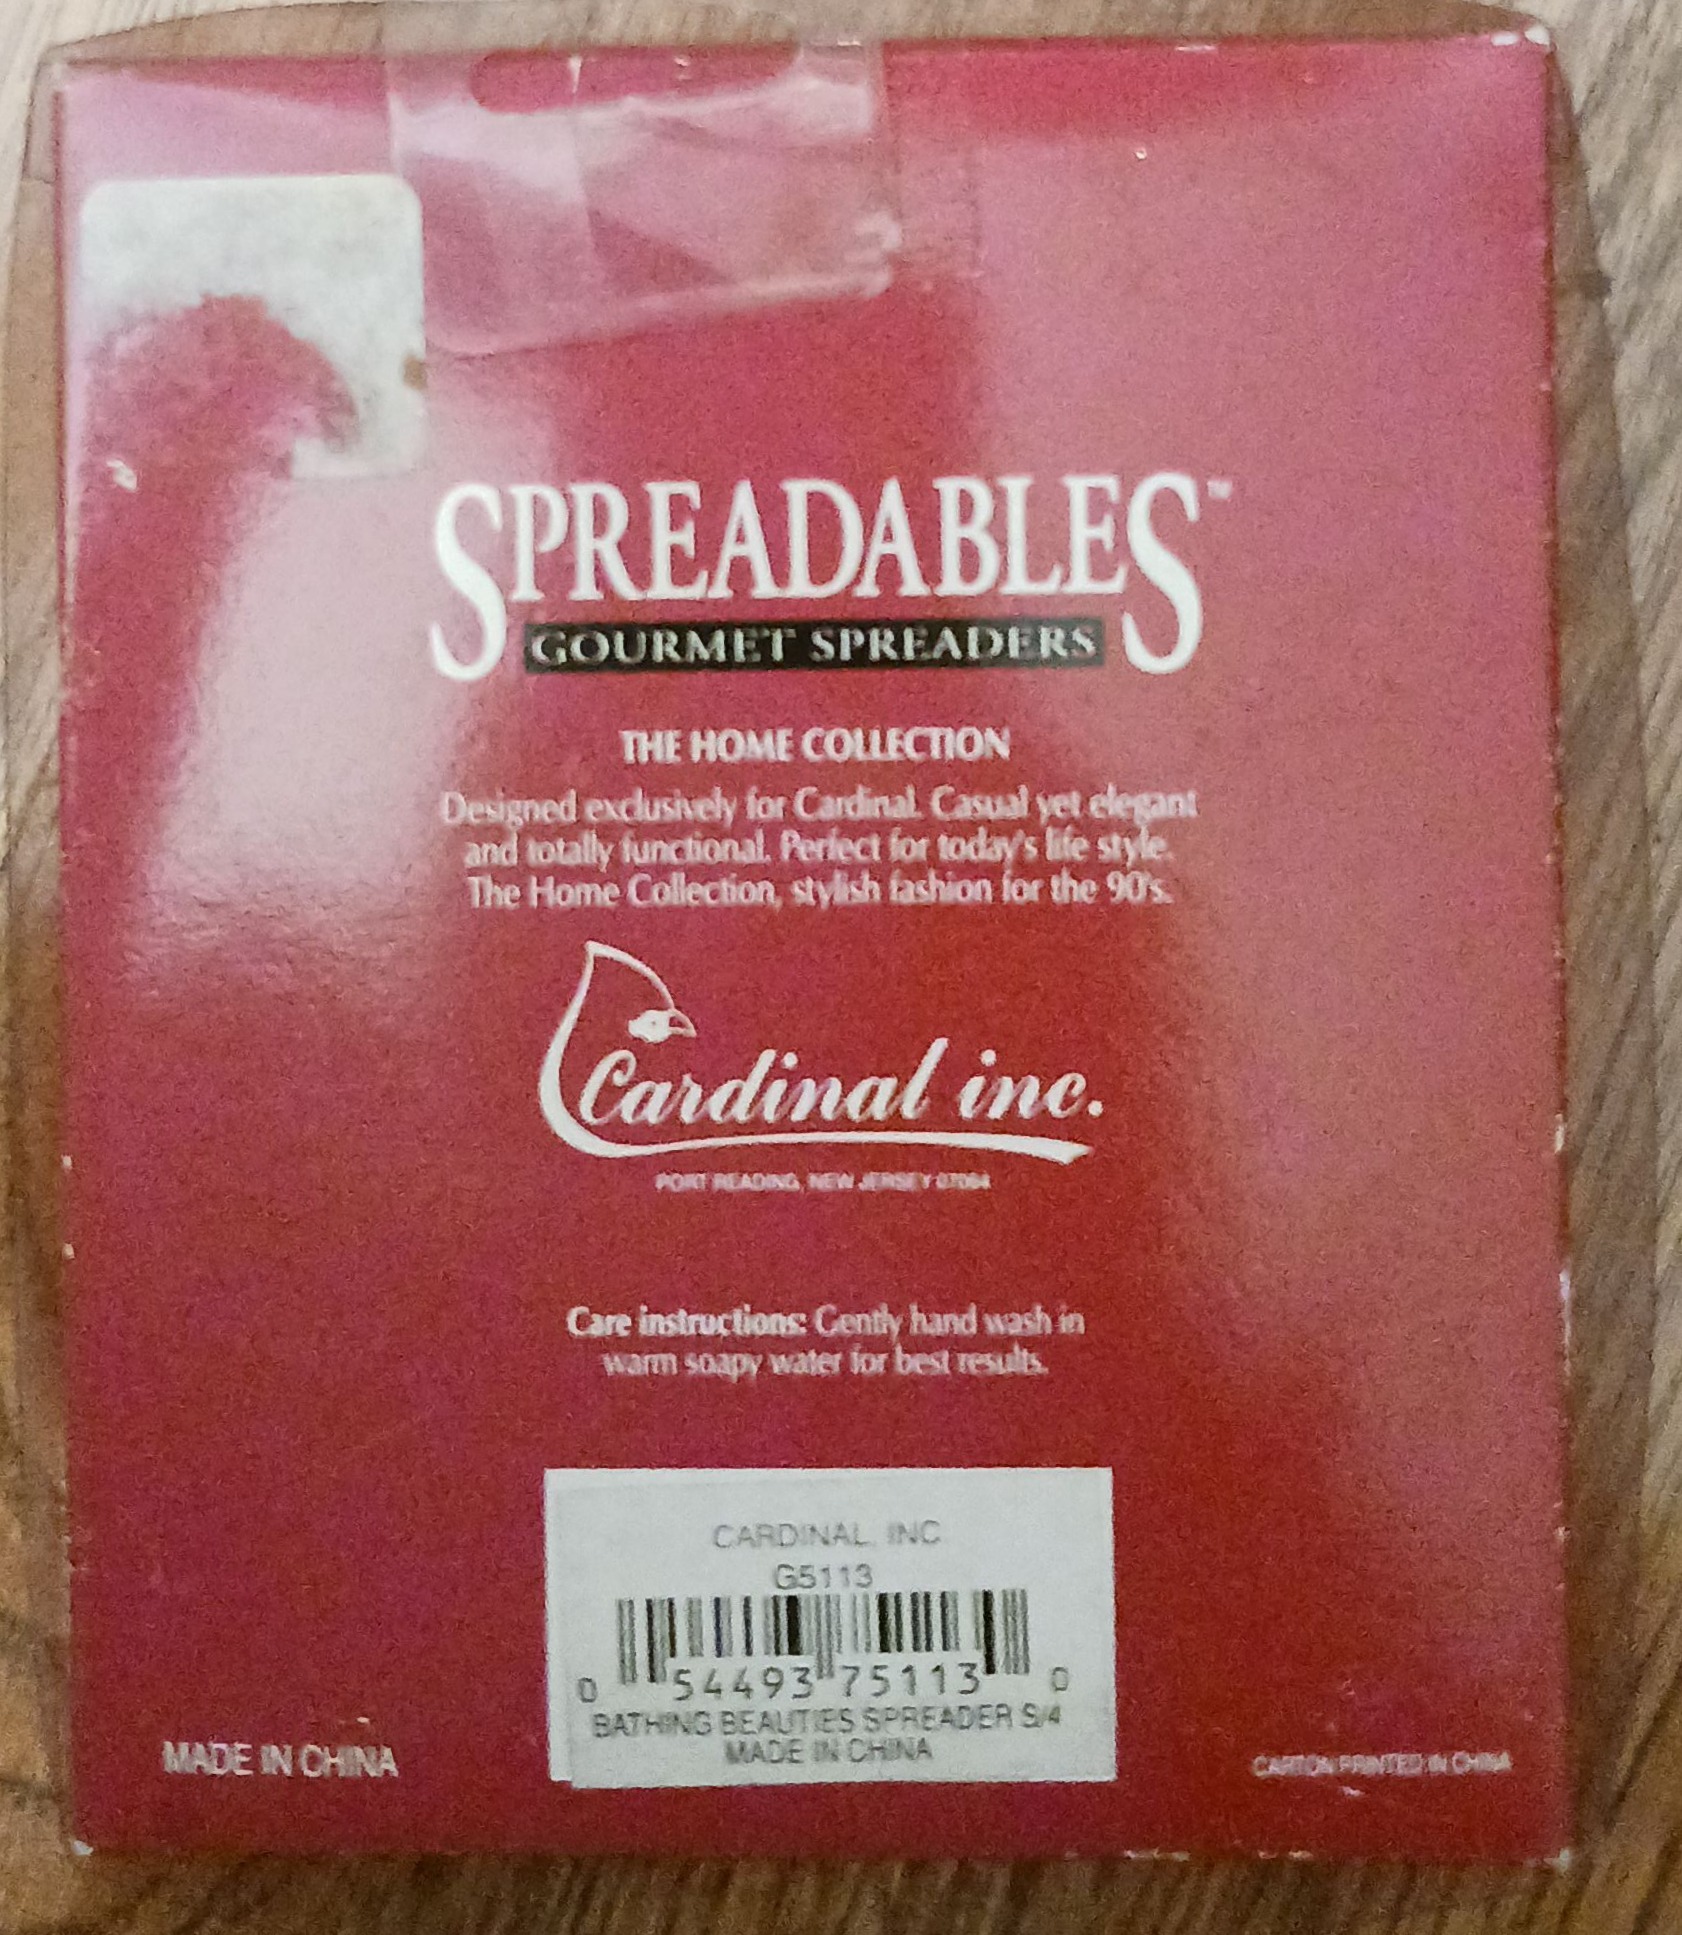 SPREADABLES™
GOURMET SPREADERS
THE HOME COLLECTION
Designed exclusively for Cardinal. Casual yet elegant
and totally functional. Perfect for today's life style.
The Home Collection, stylish fashion for the 90's.
Cardinal inc.
PORT READING, NEW JERSEY 07064
Care instructions: Gently hand wash in
warm soapy water for best results.
CARDINAL, INC
G5113
0 54493 75113 0
BATHING BEAUTIES SPREADER S/4
MADE IN CHINA
MADE IN CHINA
CARTON PRINTED IN CHINA